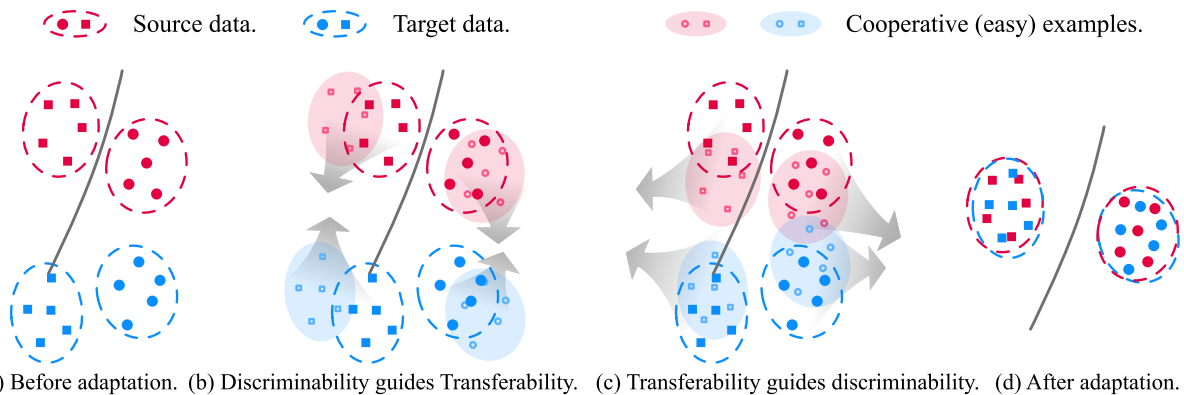 Source data. Target data. Cooperative (easy) examples.
) Before adaptation. (b) Discriminability guides Transferability. (c) Transferability guides discriminability. (d) After adaptation.